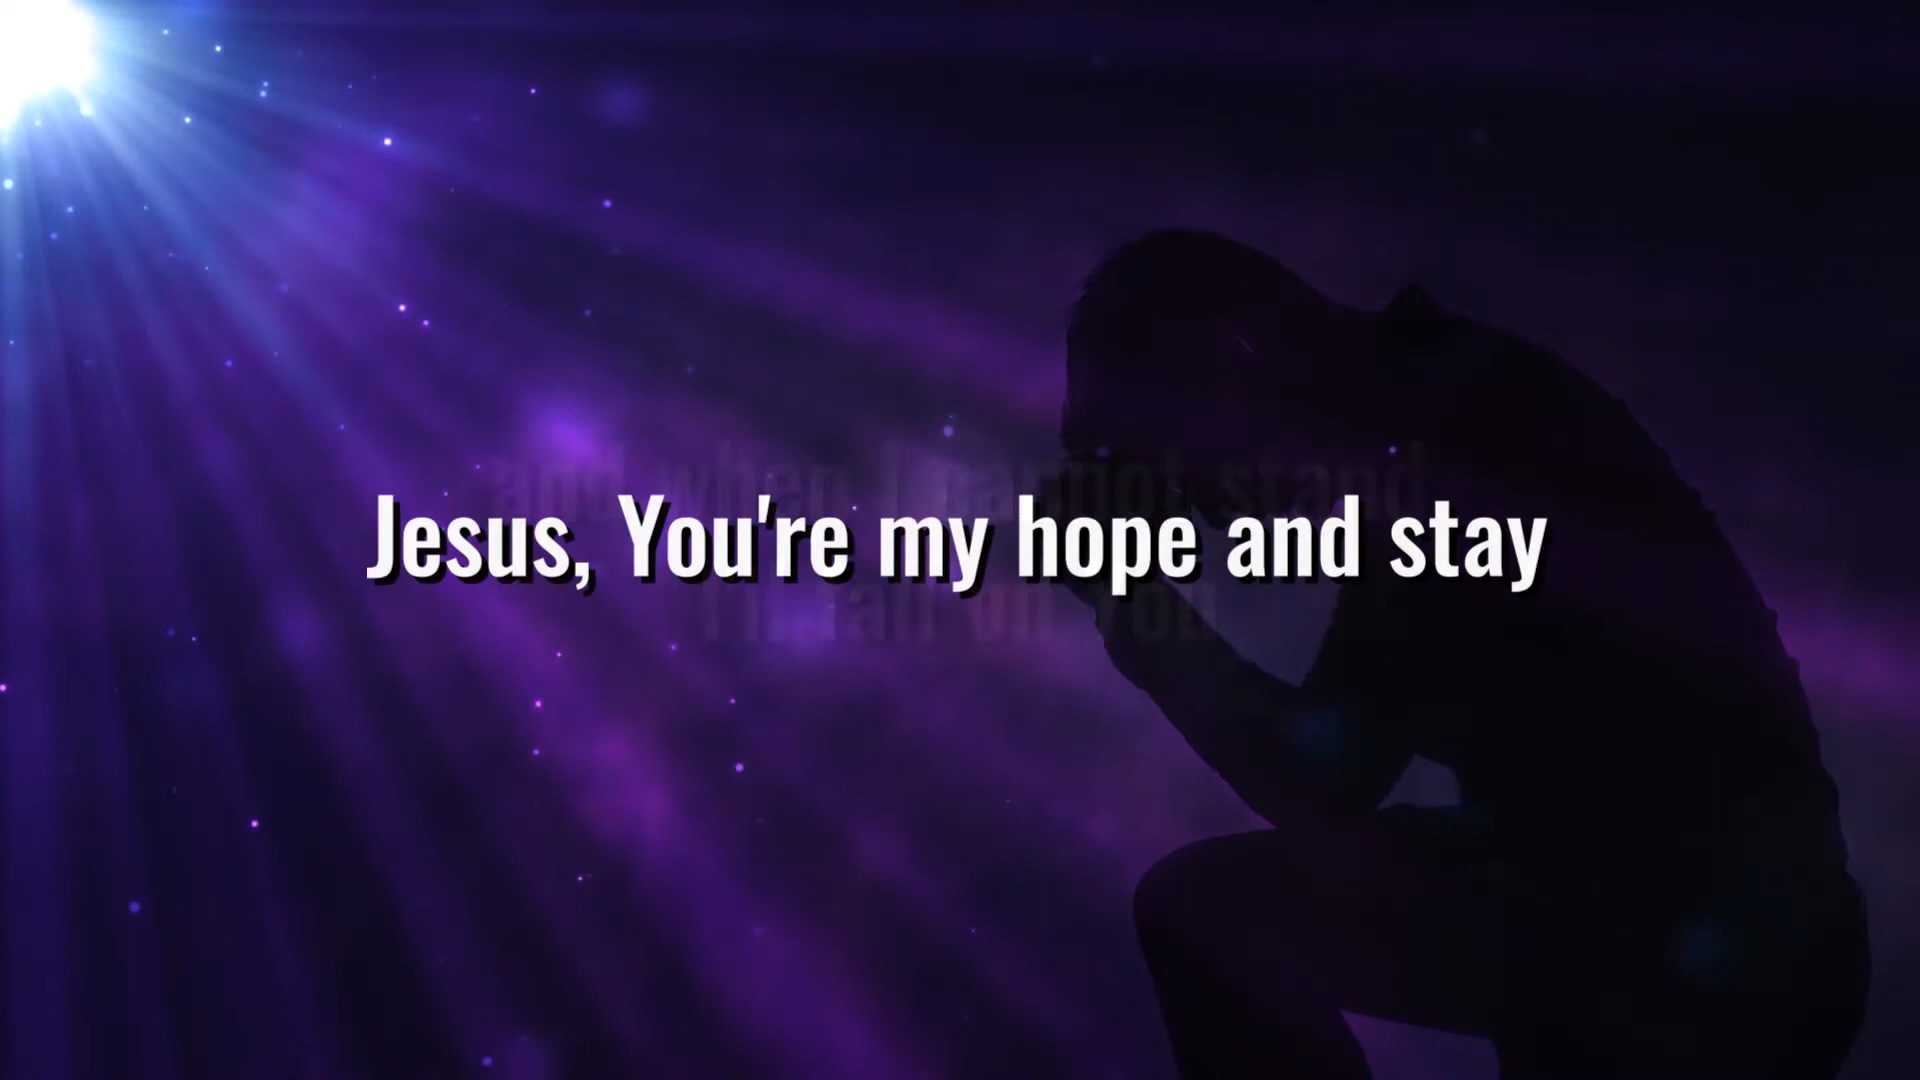 and when I cannot stand
Jesus, You're my hope and stay
I'll fall on You